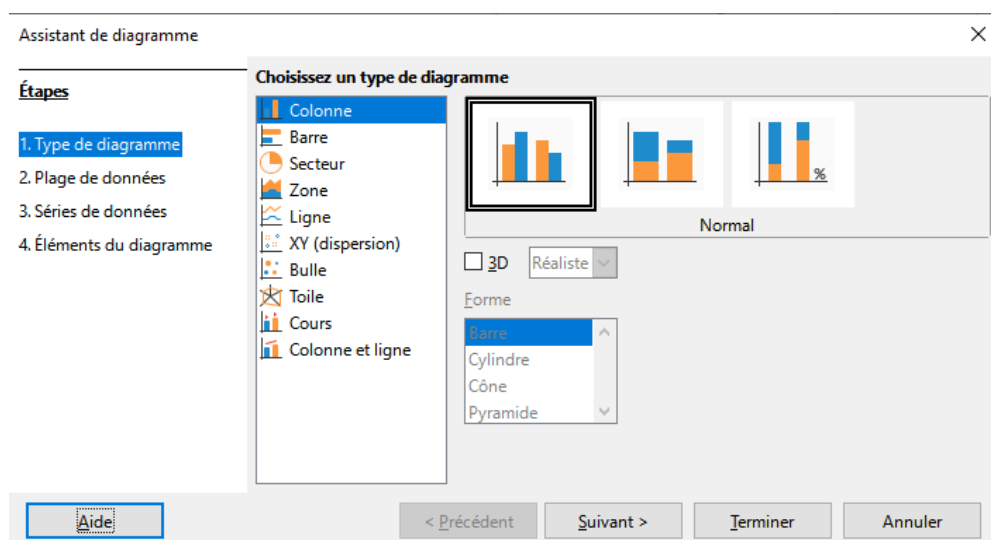 Assistant de diagramme
Étapes
1. Type de diagramme
2. Plage de données
3. Séries de données
4. Éléments du diagramme
Choisissez un type de diagramme
Colonne
Barre
Secteur
Zone
Ligne
XY (dispersion)
Bulle
Toile
Cours
Colonne et ligne
%
Normal
3D
Réaliste
Forme
Barre
Cylindre
Cône
Pyramide
Aide
< Précédent
Suivant >
Terminer
Annuler